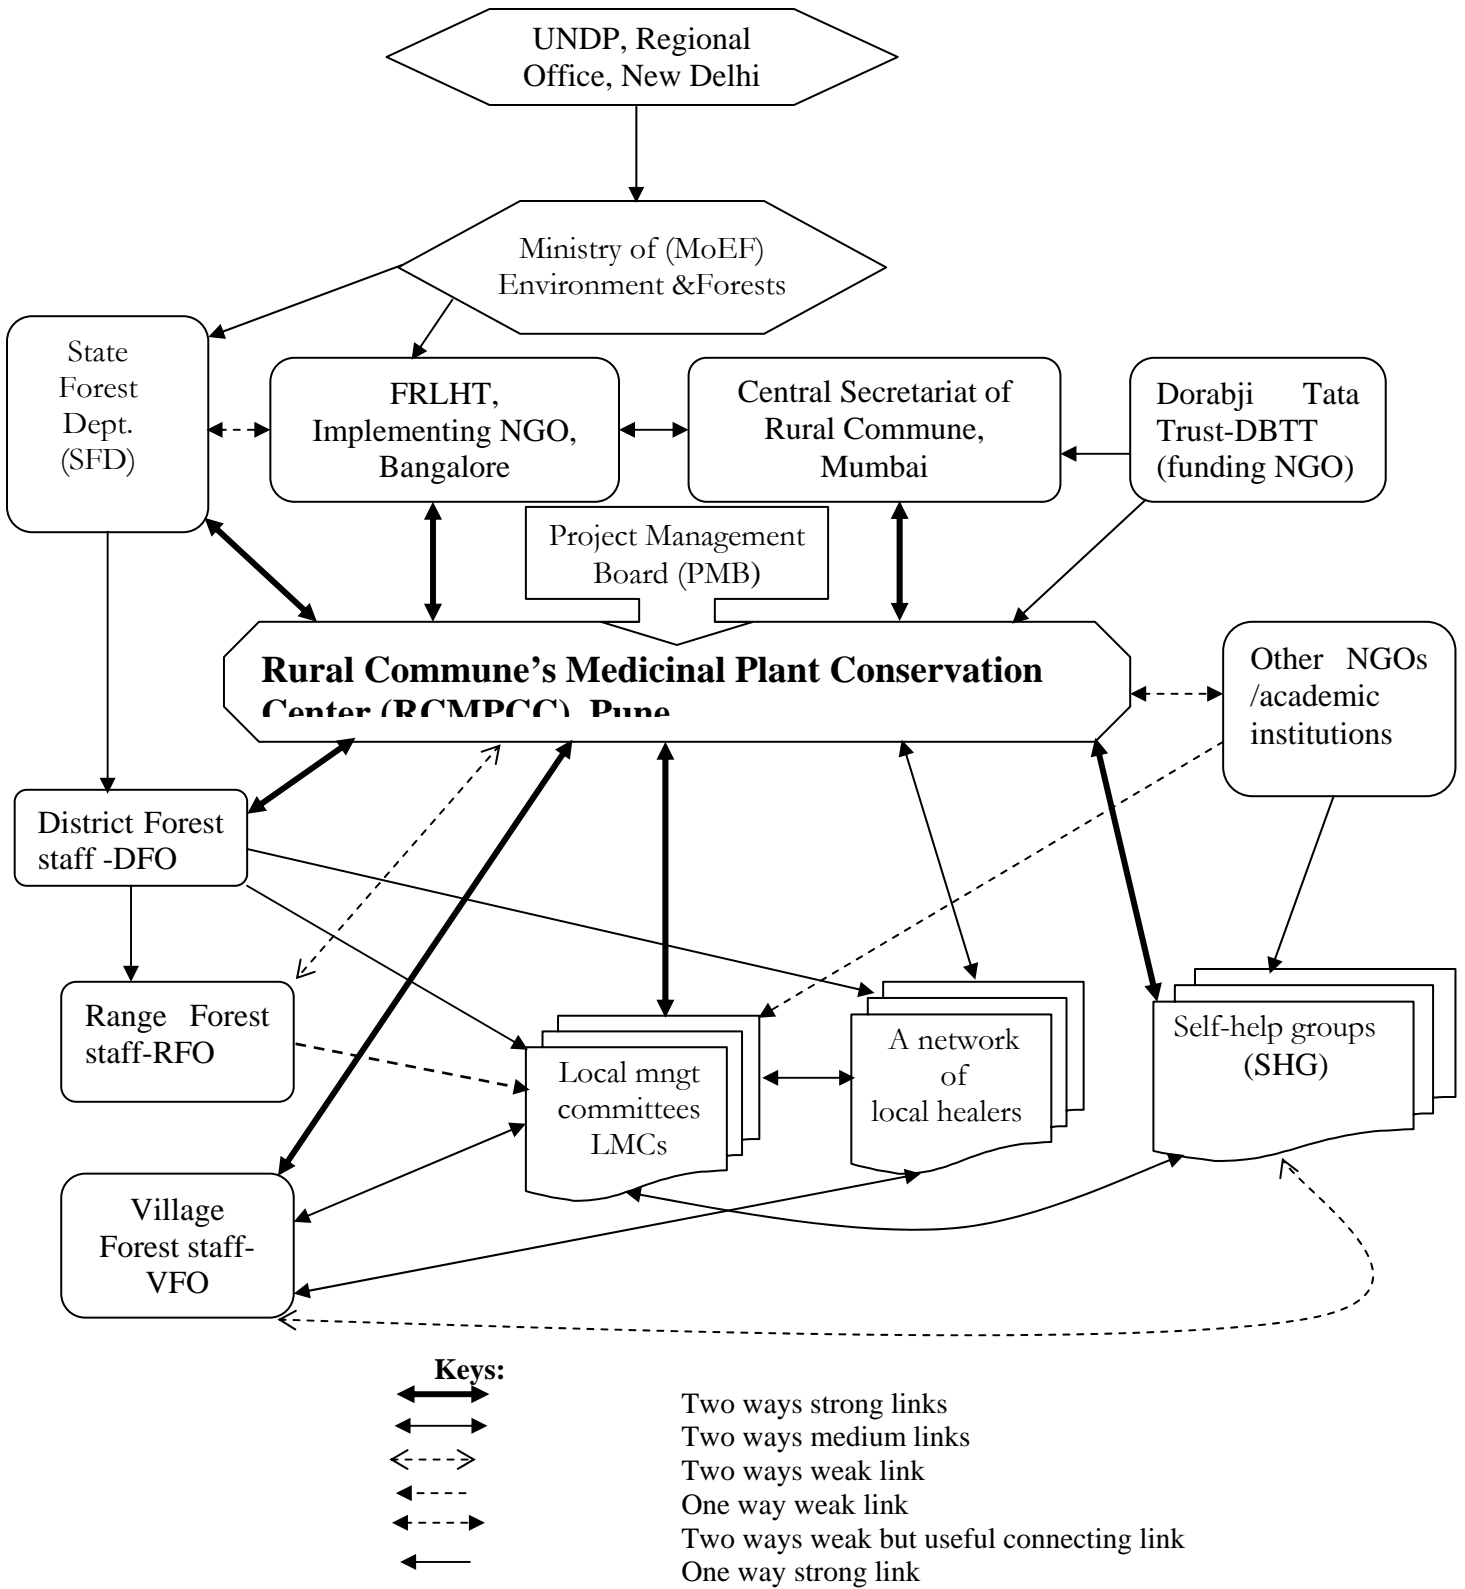 UNDP, Regional
Office, New Delhi
Ministry of (MoEF)
Environment &Forests
State
Forest
Dept.
(SFD)
FRLHT,
Implementing NGO,
Bangalore
Central Secretariat of
Rural Commune,
Mumbai
Dorabji Tata
Trust-DBTT
(funding NGO)
Project Management
Board (PMB)
Rural Commune’s Medicinal Plant Conservation
Center (RCMPCC), Pune
Other NGOs
/academic
institutions
District Forest
staff -DFO
Range Forest
staff-RFO
Local mngt
committees
LMCs
A network
of
local healers
Self-help groups
(SHG)
Village
Forest staff-
VFO
Keys:
Two ways strong links
Two ways medium links
Two ways weak link
One way weak link
Two ways weak but useful connecting link
One way strong link